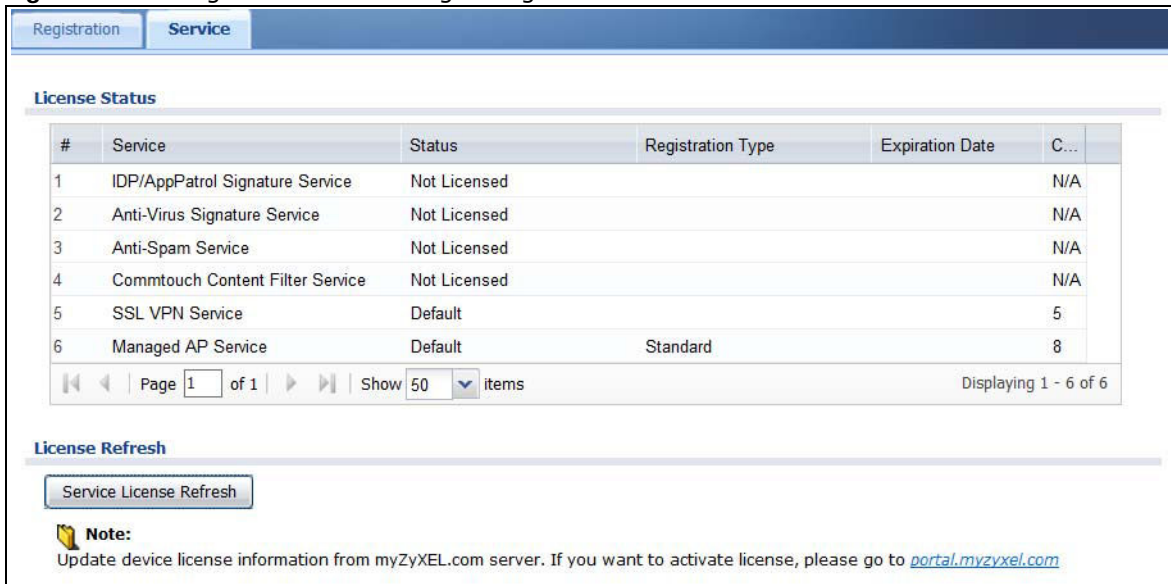 Registration Service
License Status
# Service Status Registration Type Expiration Date C...
1 IDP/AppPatrol Signature Service Not Licensed N/A
2 Anti-Virus Signature Service Not Licensed N/A
3 Anti-Spam Service Not Licensed N/A
4 Commtouch Content Filter Service Not Licensed N/A
5 SSL VPN Service Default 5
6 Managed AP Service Default Standard 8
Page 1 of 1 Show 50 items Displaying 1 - 6 of 6
License Refresh
Service License Refresh
Note:
Update device license information from myZyXEL.com server. If you want to activate license, please go to portal.myzyxel.com